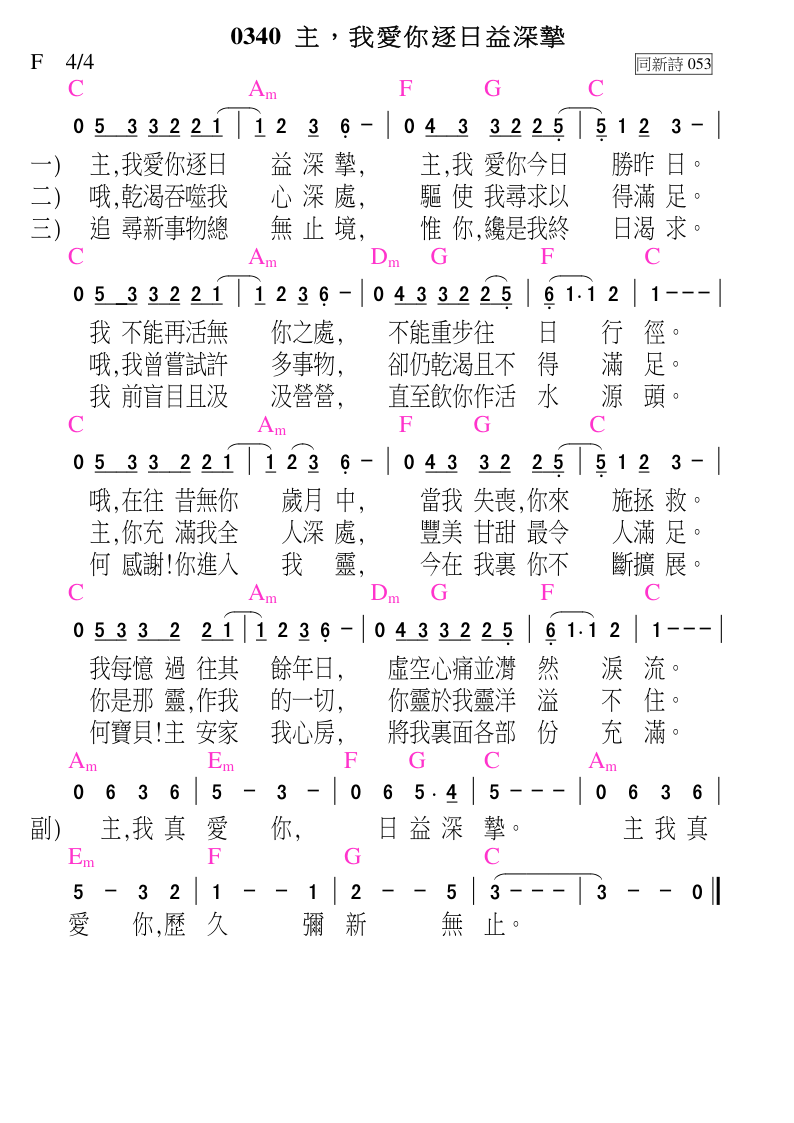 0340 主，我愛你逐日益深摯
F 4/4
同新詩 053
C Am F G C
0 5 3 3 2 2 1 | 1 2 3 6 - | 0 4 3 3 2 2 5 | 5 1 2 3 - |
一) 主,我愛你逐日 益 深 摯, 主,我 愛你今日 勝昨 日。
二) 哦,乾渴吞噬我 心 深 處, 驅 使 我尋求以 得滿 足。
三) 追 尋新事物總 無 止 境, 惟 你,纔是我終 日渴 求。
C Am Dm G F C
0 5 3 3 2 2 1 | 1 2 3 6 - | 0 4 3 3 2 2 5 | 6 1·1 2 | 1 - - - |
我 不能再活無 你之處, 不能重步往 日 行 徑。
哦,我曾嘗試許 多事物, 卻仍乾渴且不 得 滿 足。
我 前盲目且汲 汲營營, 直至飲你作活 水 源 頭。
C Am F G C
0 5 3 3 2 2 1 | 1 2 3 6 - | 0 4 3 3 2 2 5 | 5 1 2 3 - |
哦,在往 昔無你 歲月 中, 當我 失喪,你來 施拯 救。
主,你充 滿我全 人深 處, 豐美 甘甜 最令 人滿 足。
何 感謝!你進入 我 靈, 今在 我裏 你不 斷擴 展。
C Am Dm G F C
0 5 3 3 2 2 1 | 1 2 3 6 - | 0 4 3 3 2 2 5 | 6 1·1 2 | 1 - - - |
我每憶 過 往其 餘年日, 虛空心痛並潸 然 淚 流。
你是那 靈,作我 的一切, 你靈於我靈洋 溢 不 住。
何寶貝!主 安家 我心房, 將我裏面各部 份 充 滿。
Am Em F G C Am
0 6 3 6 | 5 - 3 - | 0 6 5·4 | 5 - - - | 0 6 3 6 |
副) 主,我 真 愛 你, 日 益 深 摯。 主 我 真
Em F G C
5 - 3 2 | 1 - - 1 | 2 - - 5 | 3 - - - | 3 - - 0 ||
愛 你,歷 久 彌 新 無 止。